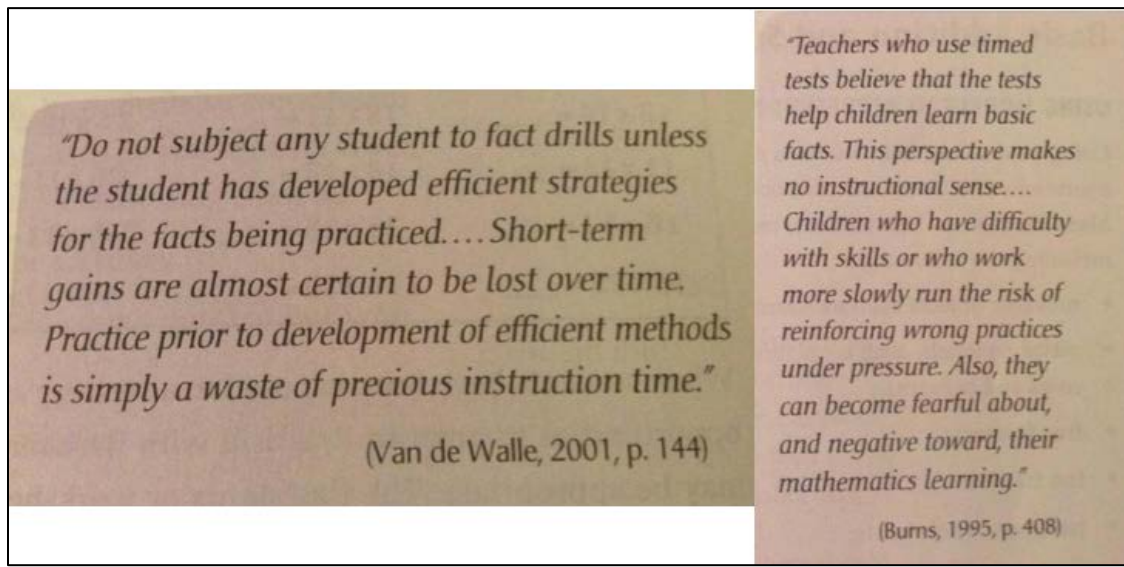 "Do not subject any student to fact drills unless
the student has developed efficient strategies
for the facts being practiced.... Short-term
gains are almost certain to be lost over time.
Practice prior to development of efficient methods
is simply a waste of precious instruction time."
(Van de Walle, 2001, p. 144)
"Teachers who use timed
tests believe that the tests
help children learn basic
facts. This perspective makes
no instructional sense....
Children who have difficulty
with skills or who work
more slowly run the risk of
reinforcing wrong practices
under pressure. Also, they
can become fearful about,
and negative toward, their
mathematics learning."
(Burns, 1995, p. 408)